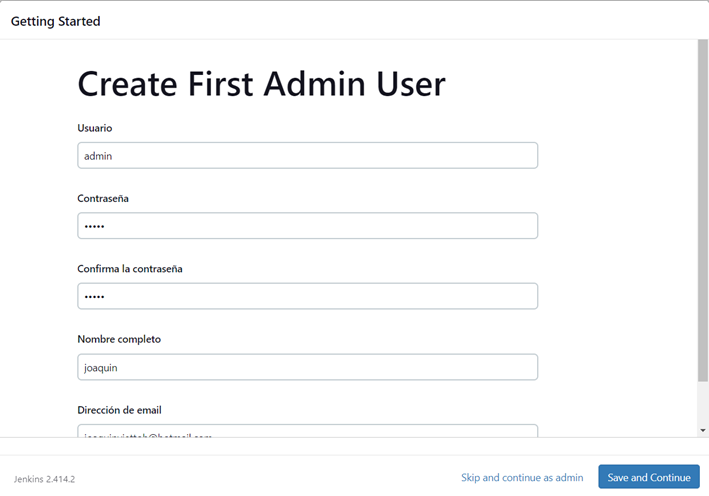 Getting Started
Create First Admin User
Usuario
admin
Contraseña
•••••
Confirma la contraseña
•••••
Nombre completo
joaquin
Dirección de email
Jenkins 2.414.2
Skip and continue as admin
Save and Continue